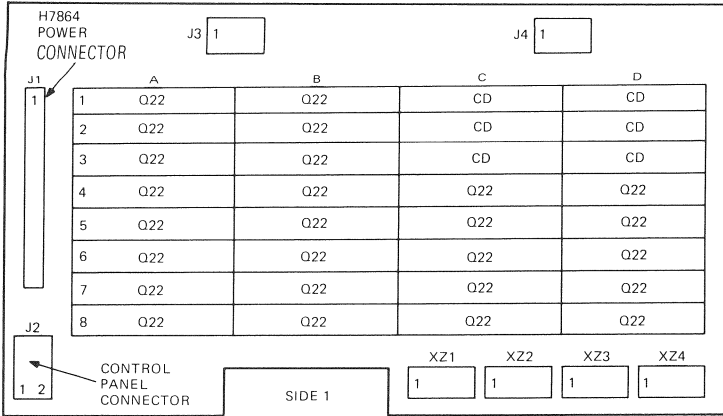 H7864
POWER
CONNECTOR
J3 1
J4 1
J1
1
A B C D
1 Q22 Q22 CD CD
2 Q22 Q22 CD CD
3 Q22 Q22 CD CD
4 Q22 Q22 Q22 Q22
5 Q22 Q22 Q22 Q22
6 Q22 Q22 Q22 Q22
7 Q22 Q22 Q22 Q22
8 Q22 Q22 Q22 Q22
J2
1 2
CONTROL
PANEL
CONNECTOR
SIDE 1
XZ1 XZ2 XZ3 XZ4
1 1 1 1